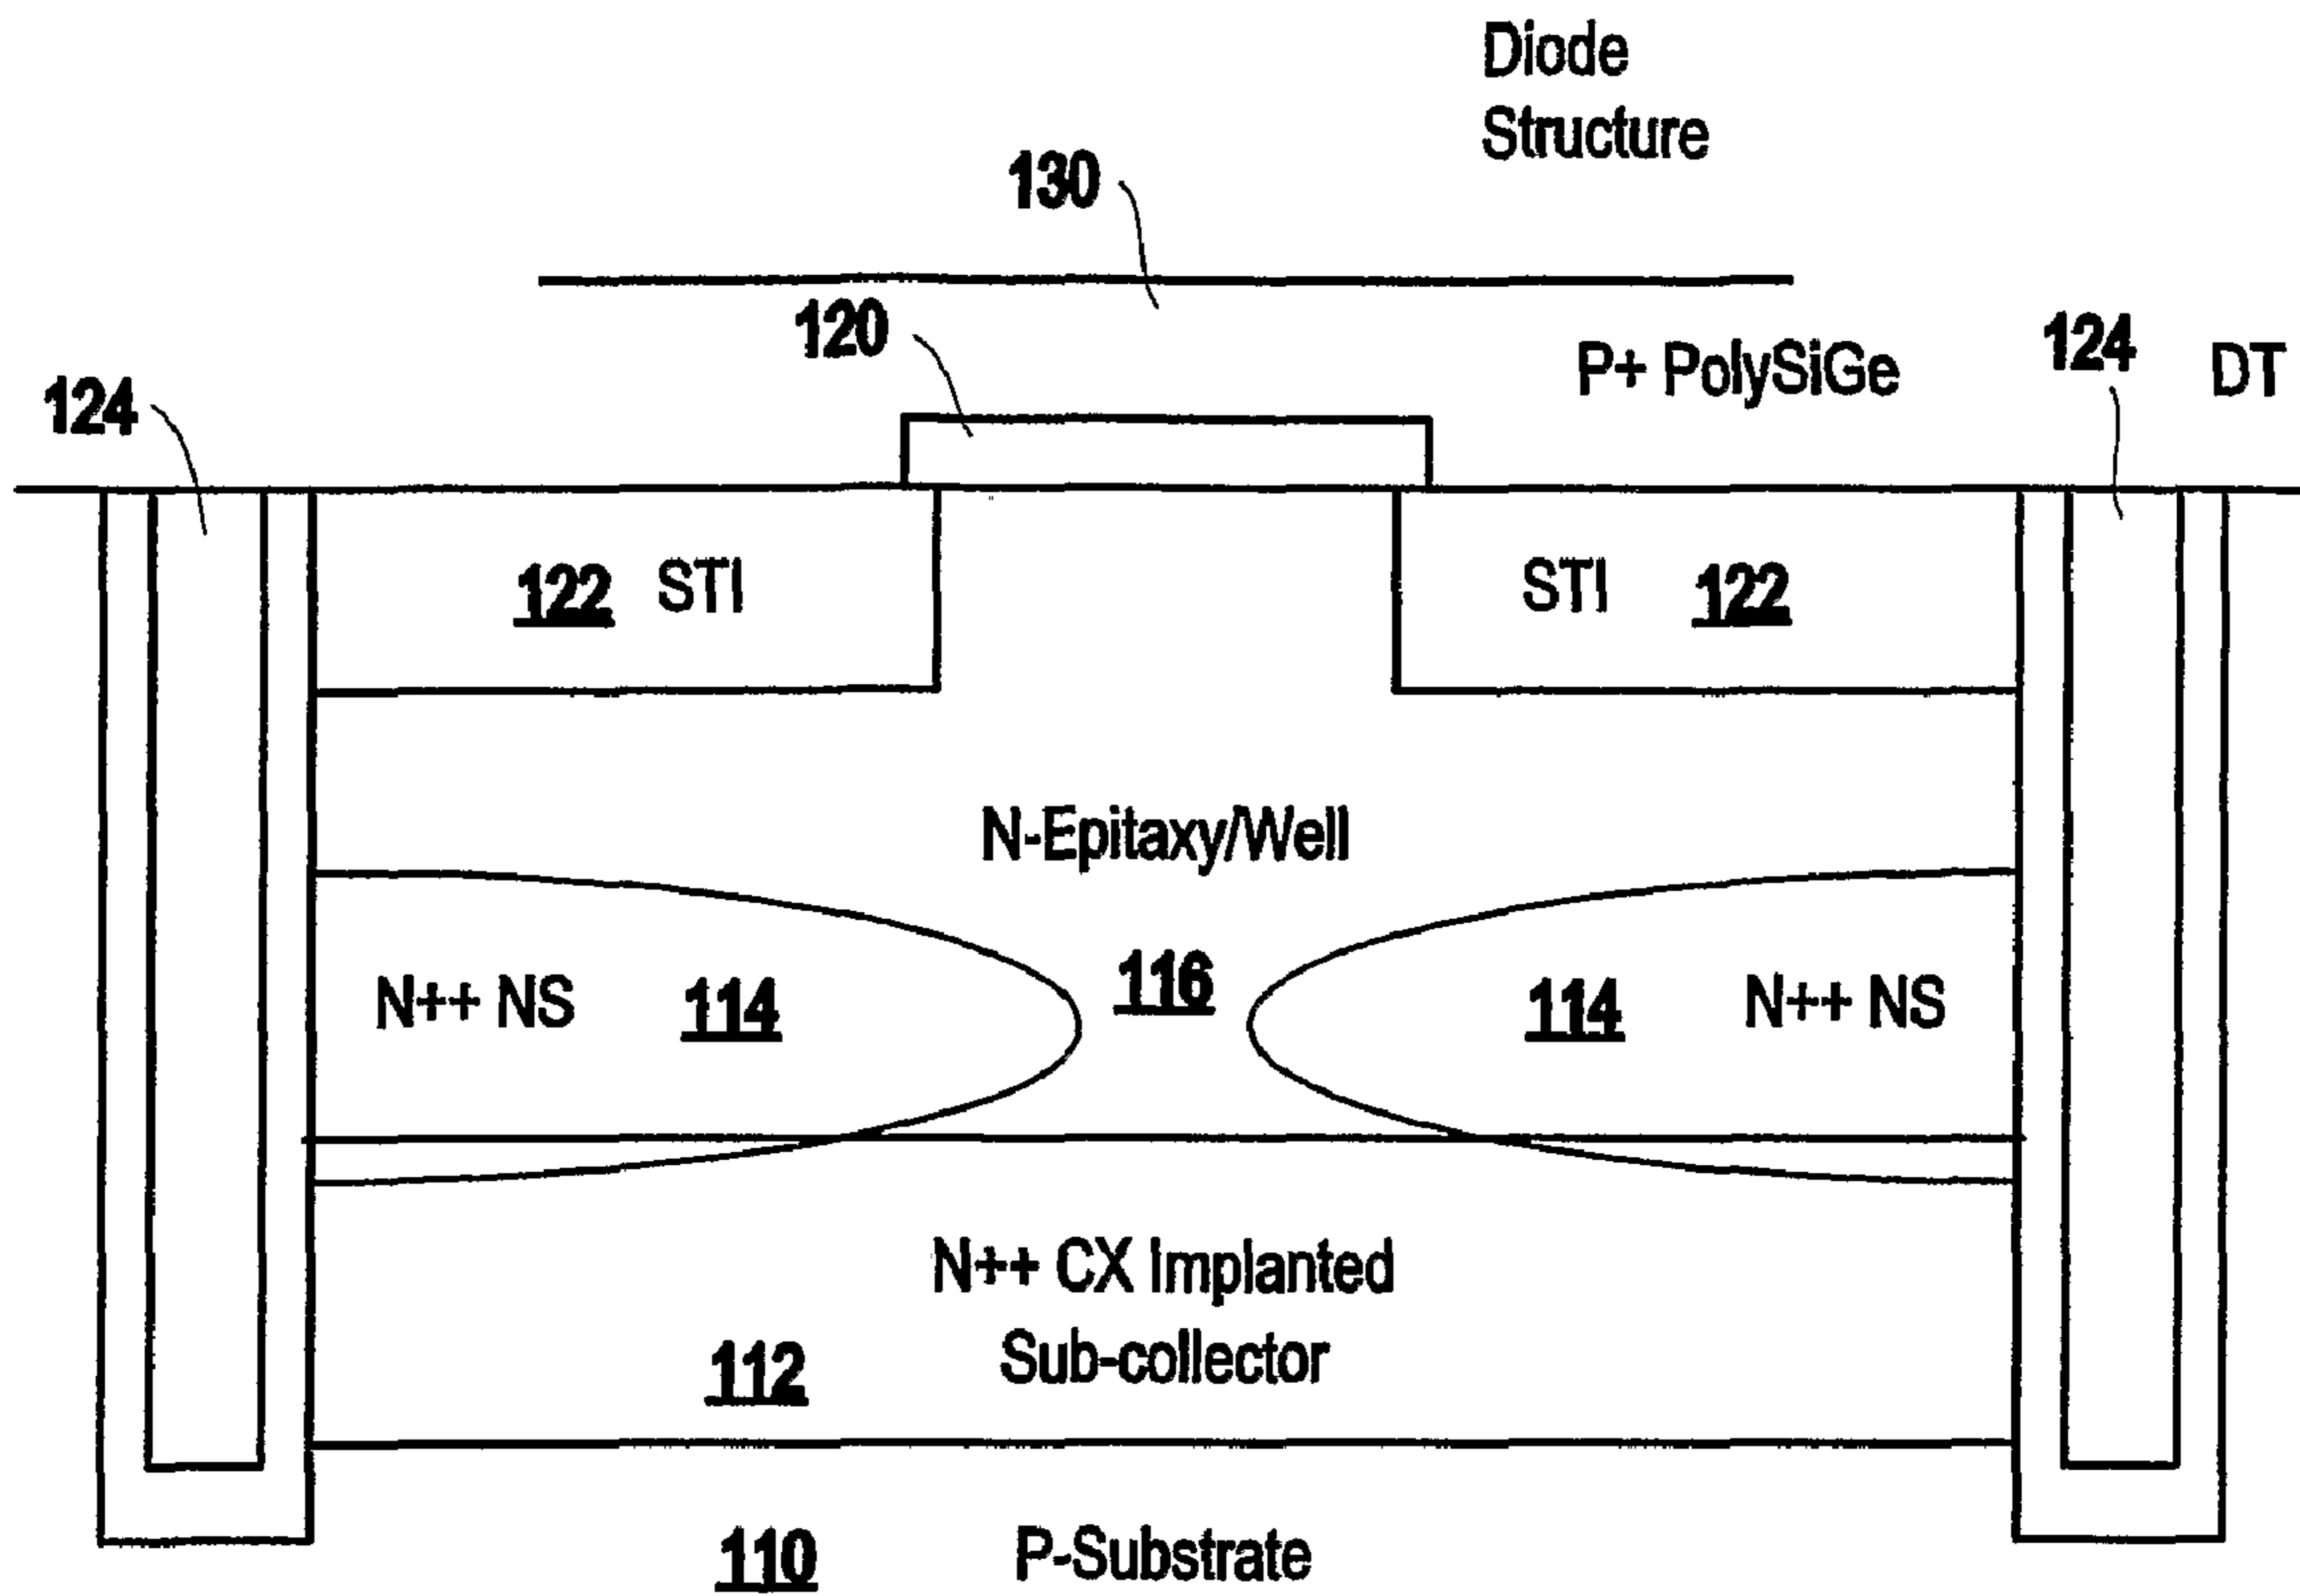 Diode
Structure
130
120
P+ PolySiGe
124
DT
124
122 STI
STI 122
N-Epitaxy/Well
116
N++ NS 114
114 N++ NS
N++ CX Implanted
Sub-collector
112
110 P-Substrate